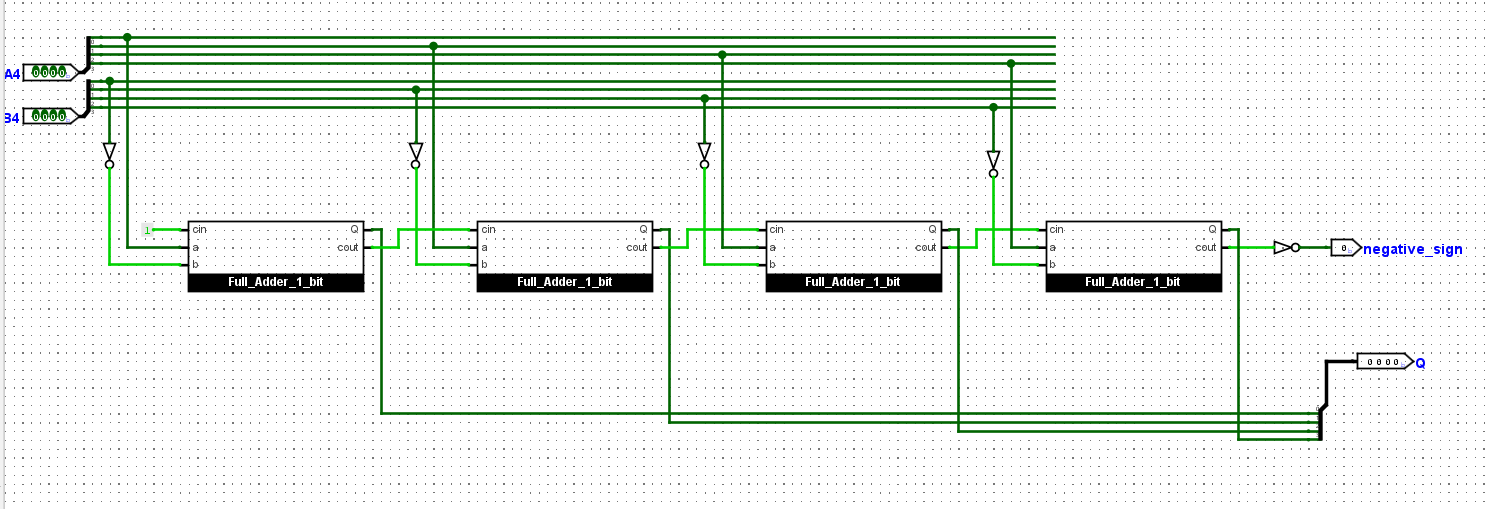 A4
0000
B4
0000
1
cin
a
b
Q
cout
Full_Adder_1_bit
cin
a
b
Q
cout
Full_Adder_1_bit
cin
a
b
Q
cout
Full_Adder_1_bit
cin
a
b
Q
cout
Full_Adder_1_bit
0
negative_sign
0000
Q